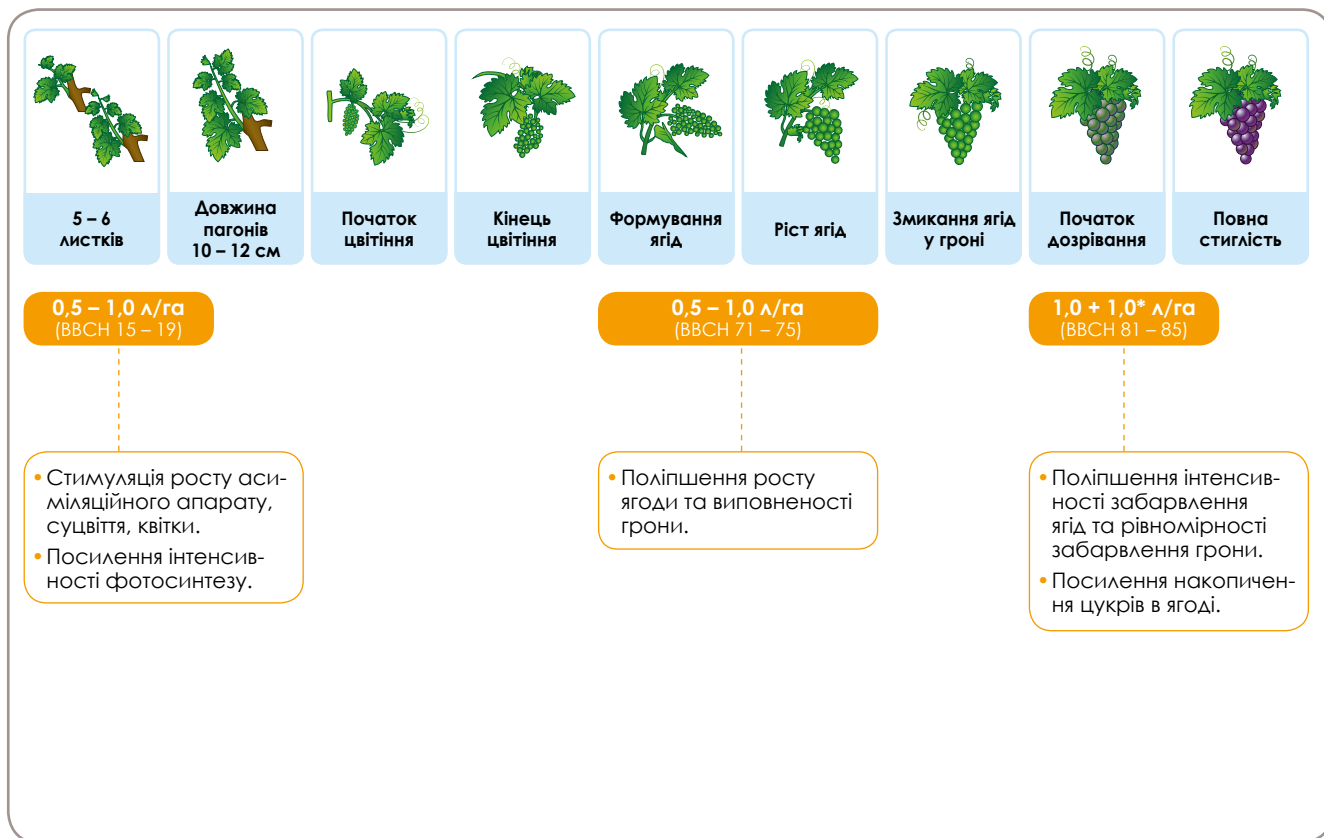 5 – 6
листків
Довжина
пагонів
10 – 12 см
Початок
цвітіння
Кінець
цвітіння
Формування
ягід
Ріст ягід
Змикання ягід
у гроні
Початок
дозрівання
Повна
стиглість
0,5 – 1,0 л/га
(BBCH 15 – 19)
0,5 – 1,0 л/га
(BBCH 71 – 75)
1,0 + 1,0* л/га
(BBCH 81 – 85)
• Стимуляція росту аси-
міляційного апарату,
суцвіття, квітки.
• Посилення інтенсив-
ності фотосинтезу.
• Поліпшення росту
ягоди та виповненості
грони.
• Поліпшення інтенсив-
ності забарвлення
ягід та рівномірності
забарвлення грони.
• Посилення накопичен-
ня цукрів в ягоді.